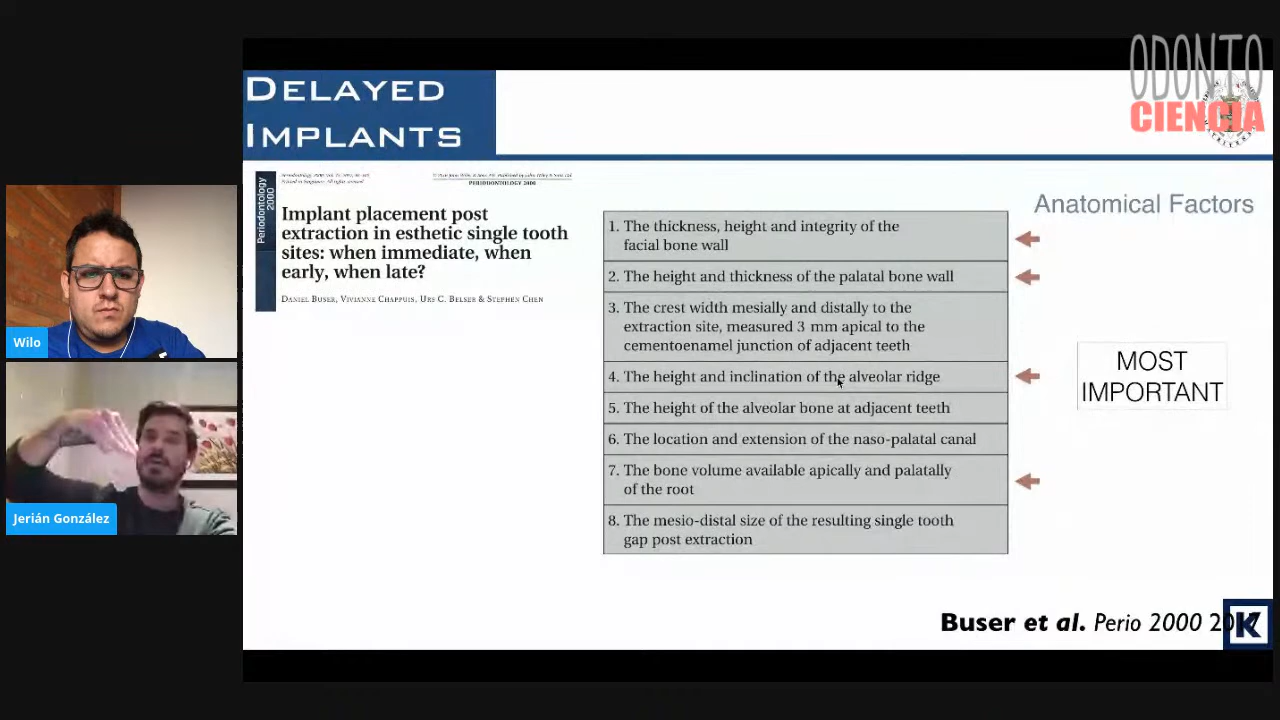 DELAYED
IMPLANTS
ODONTO
CIENCIA
Periodontology
2000
PERIODONTOLOGY 2000
Implant placement post
extraction in esthetic single tooth
sites: when immediate, when
early, when late?
DANIEL BUSER, VIVIANNE CHAPPUIS, URS C. BELSER & STEPHEN CHEN
Anatomical Factors
1. The thickness, height and integrity of the
facial bone wall
2. The height and thickness of the palatal bone wall
3. The crest width mesially and distally to the
extraction site, measured 3 mm apical to the
cementoenamel junction of adjacent teeth
4. The height and inclination of the alveolar ridge
5. The height of the alveolar bone at adjacent teeth
6. The location and extension of the naso-palatal canal
7. The bone volume available apically and palatally
of the root
8. The mesio-distal size of the resulting single tooth
gap post extraction
MOST
IMPORTANT
Wilo
Jerián González
Buser et al. Perio 2000
K